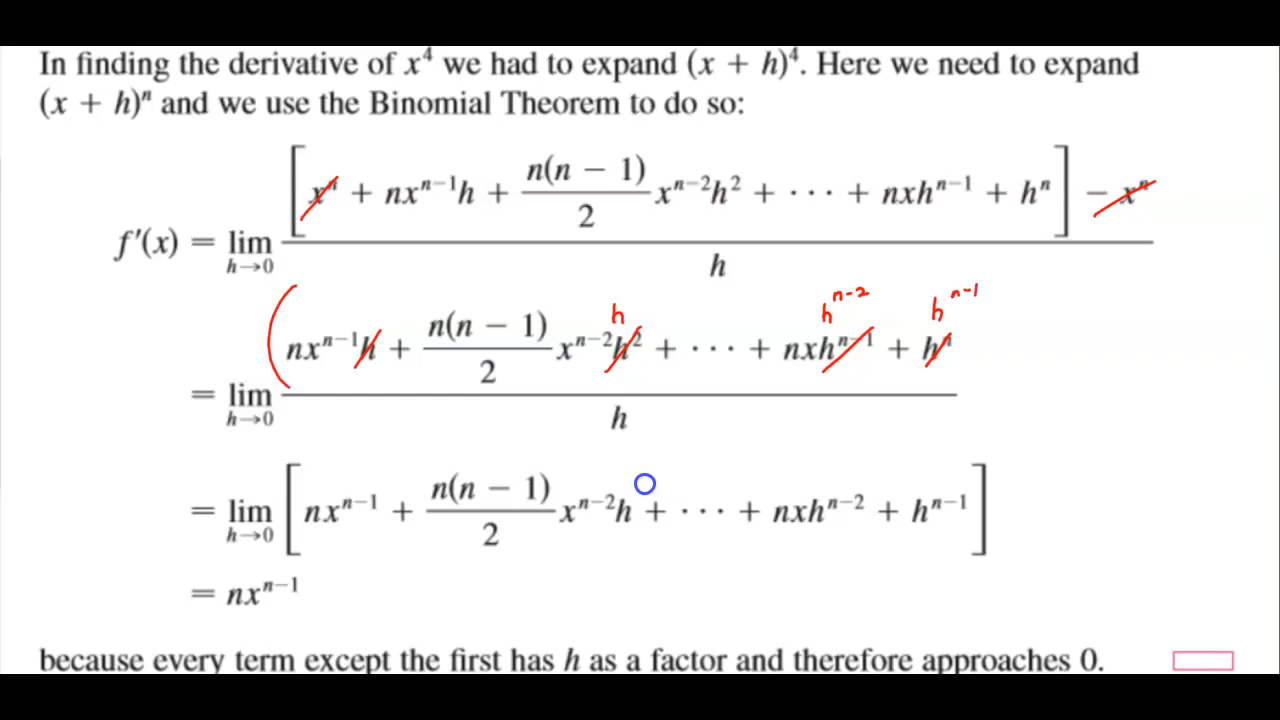 In finding the derivative of x⁴ we had to expand (x + h)⁴. Here we need to expand
(x + h)ⁿ and we use the Binomial Theorem to do so:
f′(x) = lim_{h→0} ([xⁿ + nxⁿ⁻¹h + (n(n − 1)/2) xⁿ⁻²h² + · · · + nxhⁿ⁻¹ + hⁿ] − xⁿ)/h
h hⁿ⁻² hⁿ⁻¹
= lim_{h→0} (nxⁿ⁻¹h + (n(n − 1)/2) xⁿ⁻²h² + · · · + nxhⁿ⁻¹ + hⁿ)/h
= lim_{h→0} [nxⁿ⁻¹ + (n(n − 1)/2) xⁿ⁻²h + · · · + nxhⁿ⁻² + hⁿ⁻¹]
= nxⁿ⁻¹
because every term except the first has h as a factor and therefore approaches 0.